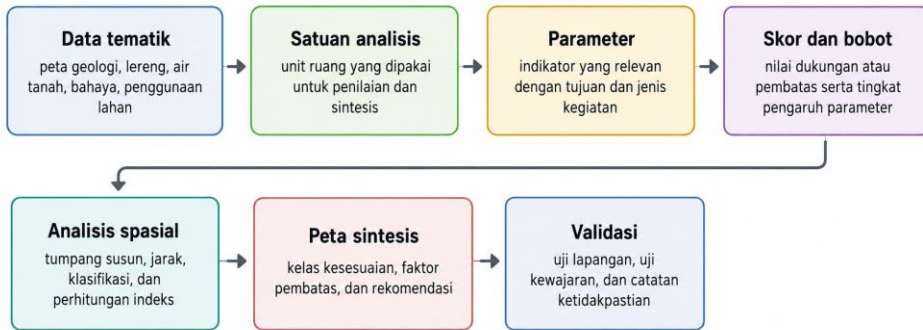 Data tematik
peta geologi, lereng, air
tanah, bahaya, penggunaan
lahan
Satuan analisis
unit ruang yang dipakai
untuk penilaian dan
sintesis
Parameter
indikator yang relevan
dengan tujuan dan jenis
kegiatan
Skor dan bobot
nilai dukungan atau
pembatas serta tingkat
pengaruh parameter
Analisis spasial
tumpang susun, jarak,
klasifikasi, dan
perhitungan indeks
Peta sintesis
kelas kesesuaian, faktor
pembatas, dan rekomendasi
Validasi
uji lapangan, uji
kewajaran, dan catatan
ketidakpastian